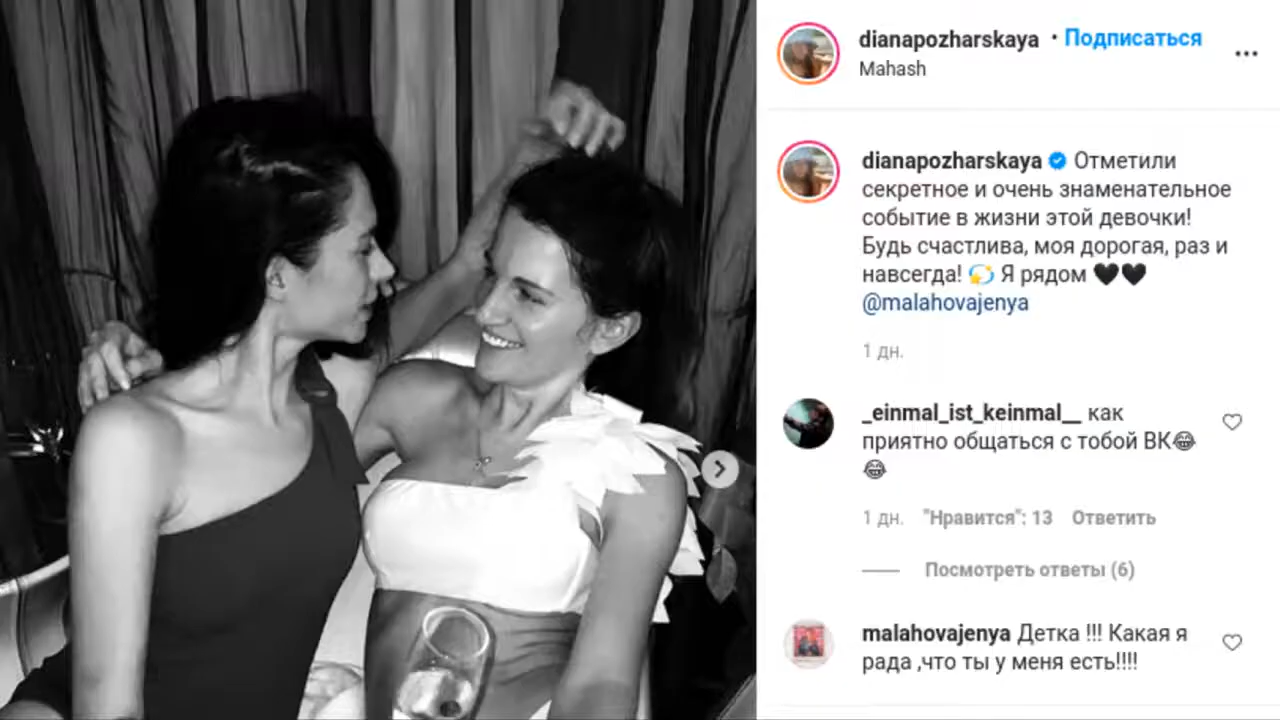 dianapozharskaya • Подписаться
Mahash
dianapozharskaya Отметили
секретное и очень знаменательное
событие в жизни этой девочки!
Будь счастлива, моя дорогая, раз и
навсегда! 💫 Я рядом 🖤🖤
@malahovajenya
1 дн.
_einmal_ist_keinmal__ как
приятно общаться с тобой ВК😂
😂
1 дн. "Нравится": 13 Ответить
Посмотреть ответы (6)
malahovajenya Детка !!! Какая я
рада ,что ты у меня есть!!!!